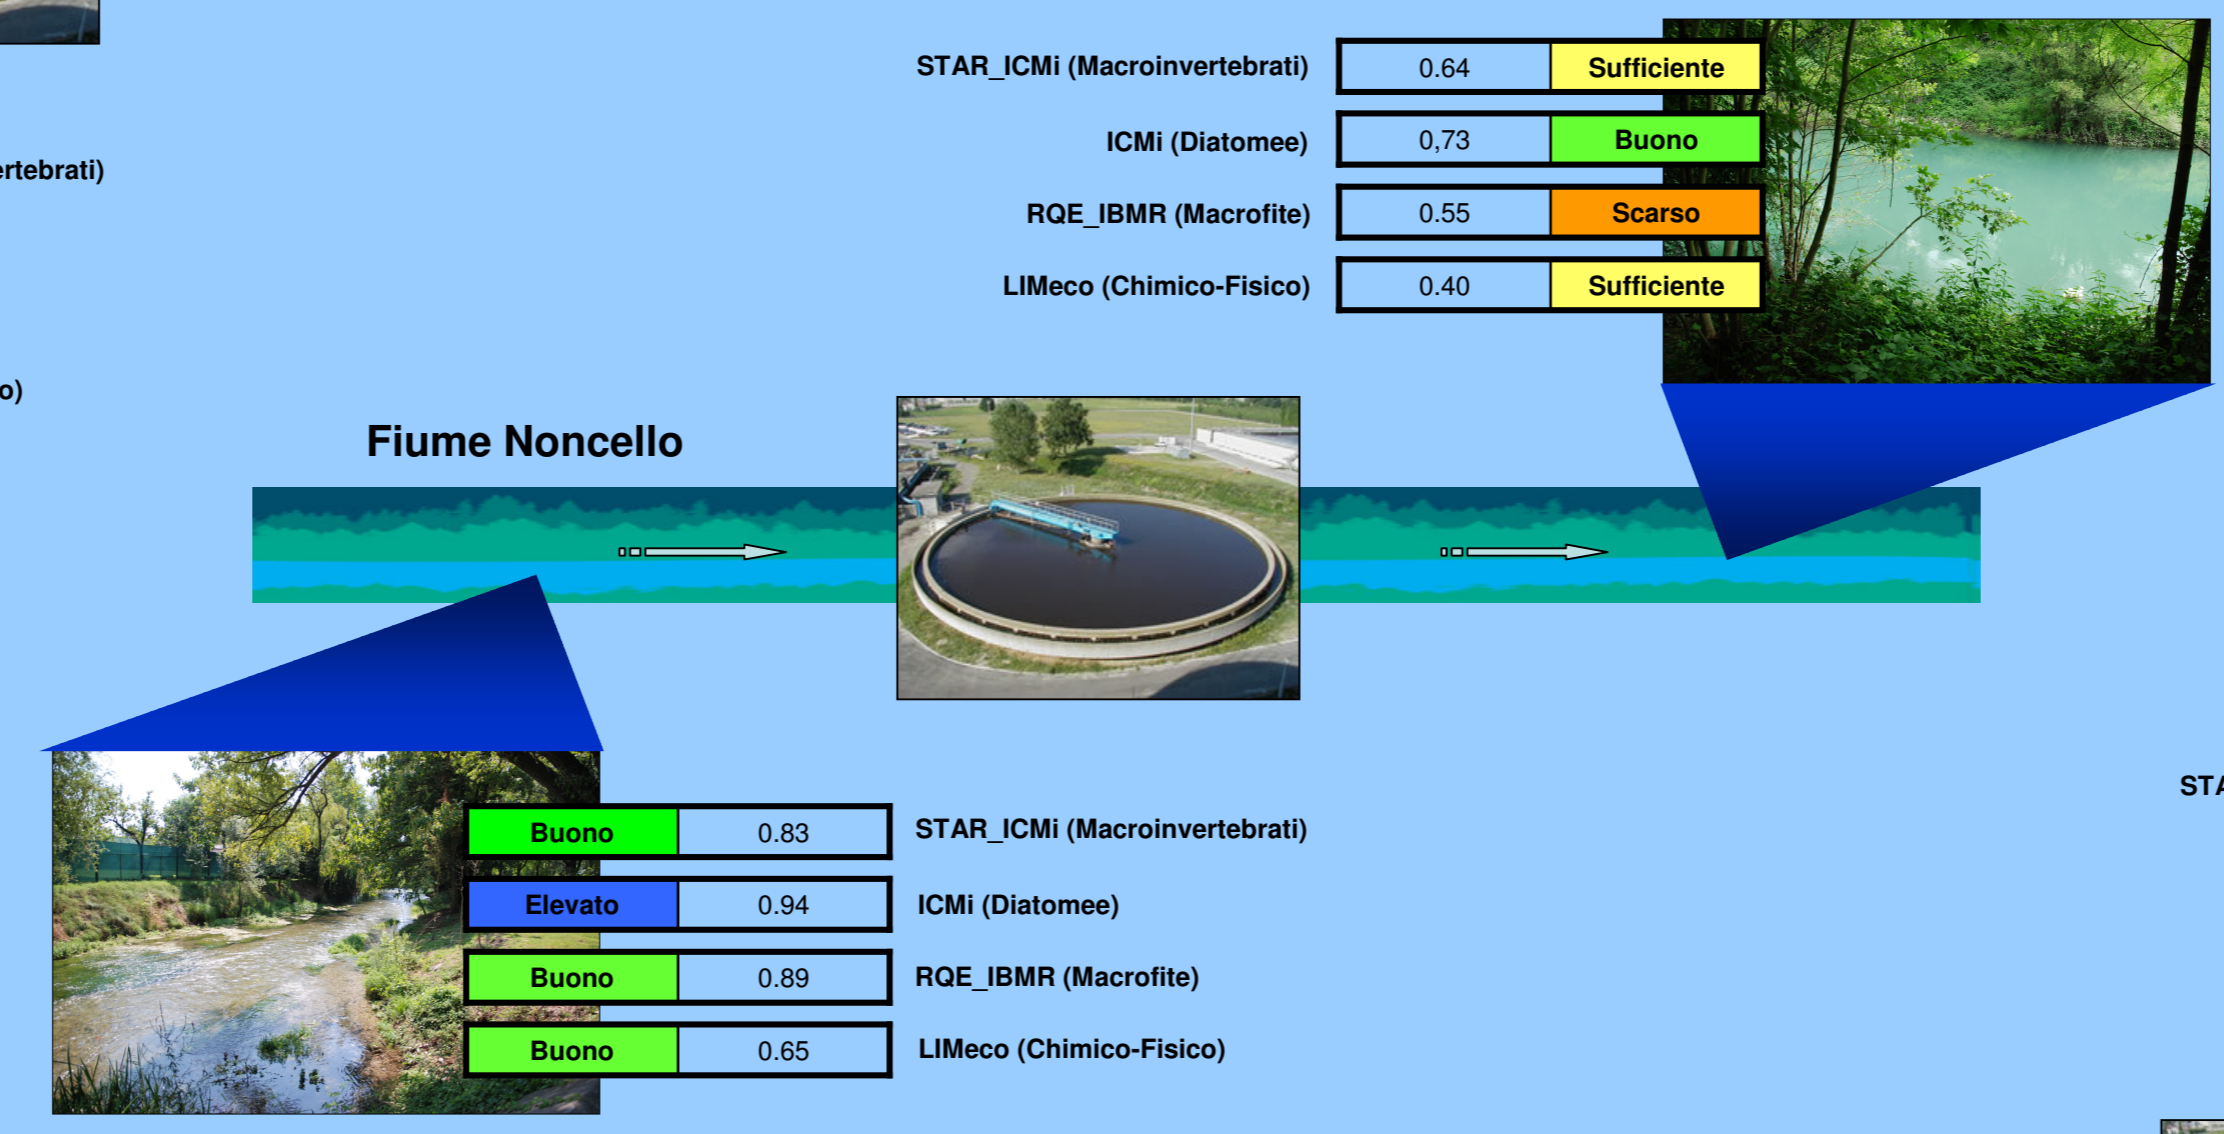 STAR_ICMi (Macroinvertebrati) 0.64 Sufficiente
ICMi (Diatomee) 0,73 Buono
ertebrati)
RQE_IBMR (Macrofite) 0.55 Scarso
LIMeco (Chimico-Fisico) 0.40 Sufficiente
o)
Fiume Noncello
STA
Buono 0.83 STAR_ICMi (Macroinvertebrati)
Elevato 0.94 ICMi (Diatomee)
Buono 0.89 RQE_IBMR (Macrofite)
Buono 0.65 LIMeco (Chimico-Fisico)